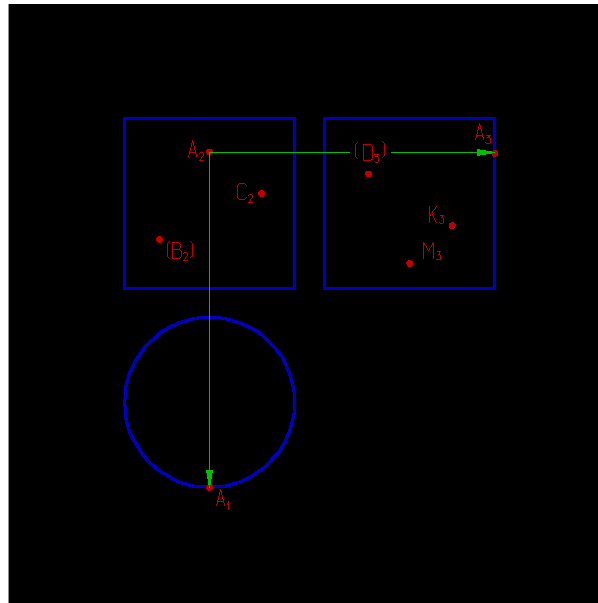 A₃
A₂ (D₃)
C₂
K₃
(B₂) M₃
A₁